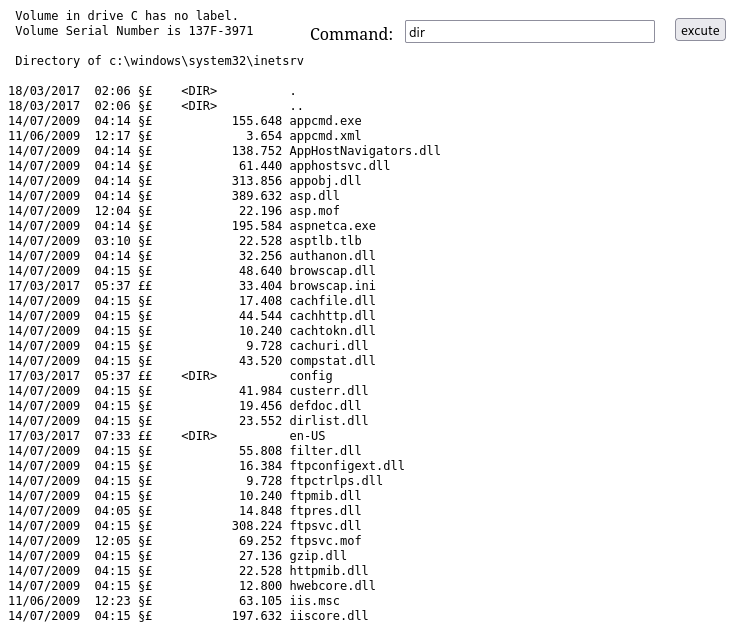 Volume in drive C has no label.
Volume Serial Number is 137F-3971
Command: dir excute
Directory of c:\windows\system32\inetsrv
18/03/2017  02:06 §£    <DIR>          .
18/03/2017  02:06 §£    <DIR>          ..
14/07/2009  04:14 §£           155.648 appcmd.exe
11/06/2009  12:17 §£             3.654 appcmd.xml
14/07/2009  04:14 §£           138.752 AppHostNavigators.dll
14/07/2009  04:14 §£            61.440 apphostsvc.dll
14/07/2009  04:14 §£           313.856 appobj.dll
14/07/2009  04:14 §£           389.632 asp.dll
14/07/2009  12:04 §£            22.196 asp.mof
14/07/2009  04:14 §£           195.584 aspnetca.exe
14/07/2009  03:10 §£            22.528 asptlb.tlb
14/07/2009  04:14 §£            32.256 authanon.dll
14/07/2009  04:15 §£            48.640 browscap.dll
17/03/2017  05:37 ££            33.404 browscap.ini
14/07/2009  04:15 §£            17.408 cachfile.dll
14/07/2009  04:15 §£            44.544 cachhttp.dll
14/07/2009  04:15 §£            10.240 cachtokn.dll
14/07/2009  04:15 §£             9.728 cachuri.dll
14/07/2009  04:15 §£            43.520 compstat.dll
17/03/2017  05:37 ££    <DIR>          config
14/07/2009  04:15 §£            41.984 custerr.dll
14/07/2009  04:15 §£            19.456 defdoc.dll
14/07/2009  04:15 §£            23.552 dirlist.dll
17/03/2017  07:33 ££    <DIR>          en-US
14/07/2009  04:15 §£            55.808 filter.dll
14/07/2009  04:15 §£            16.384 ftpconfigext.dll
14/07/2009  04:15 §£             9.728 ftpctrlps.dll
14/07/2009  04:15 §£            10.240 ftpmib.dll
14/07/2009  04:05 §£            14.848 ftpres.dll
14/07/2009  04:15 §£           308.224 ftpsvc.dll
14/07/2009  12:05 §£            69.252 ftpsvc.mof
14/07/2009  04:15 §£            27.136 gzip.dll
14/07/2009  04:15 §£            22.528 httpmib.dll
14/07/2009  04:15 §£            12.800 hwebcore.dll
11/06/2009  12:23 §£            63.105 iis.msc
14/07/2009  04:15 §£           197.632 iiscore.dll